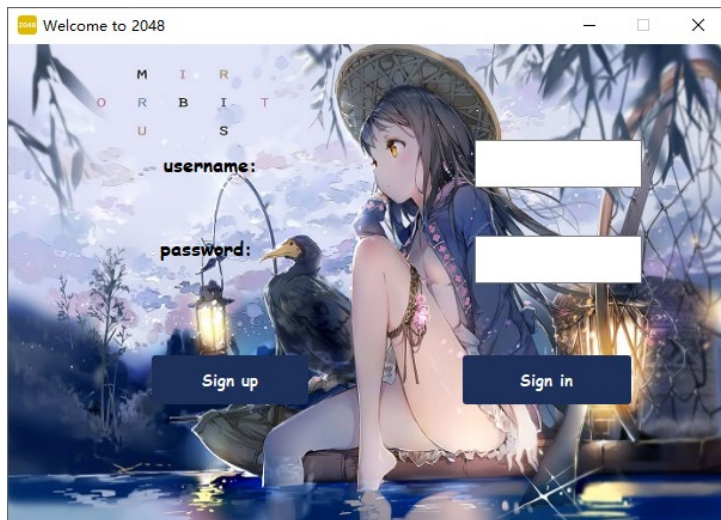 2048 Welcome to 2048
M I R
O R B I T
U S
username:
password:
Sign up Sign in